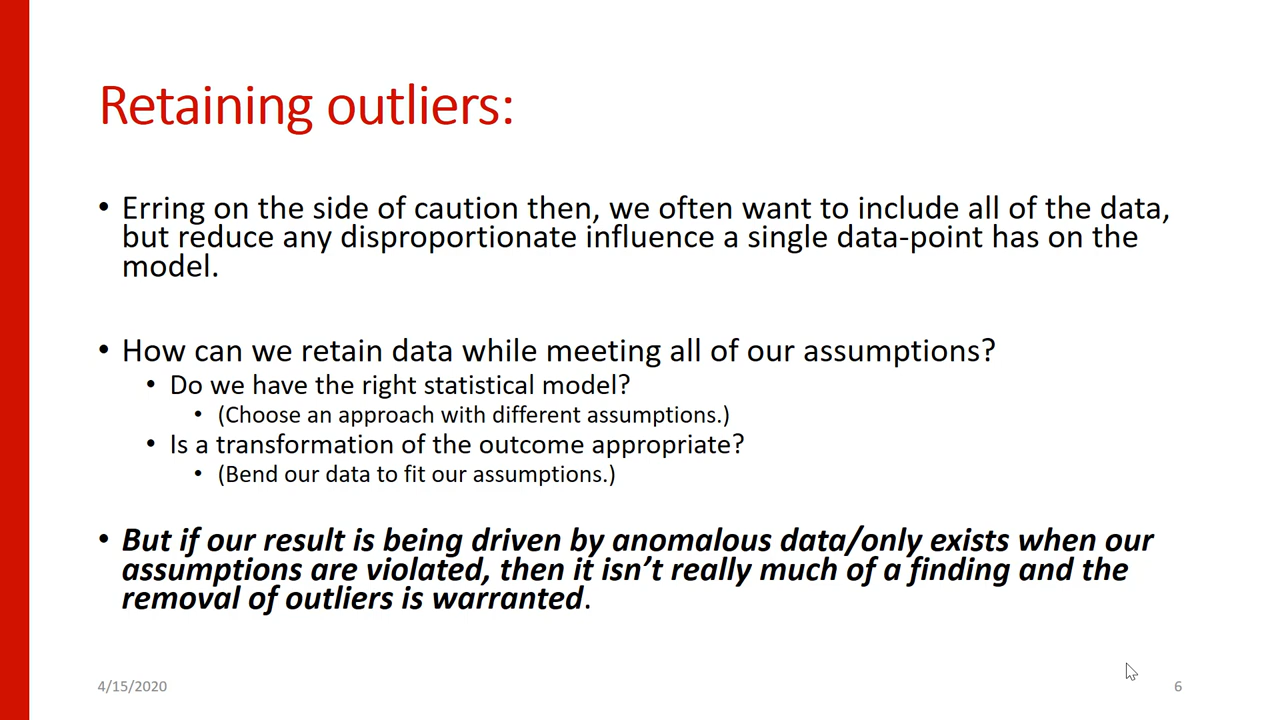 Retaining outliers:
• Erring on the side of caution then, we often want to include all of the data,
but reduce any disproportionate influence a single data-point has on the
model.
• How can we retain data while meeting all of our assumptions?
• Do we have the right statistical model?
• (Choose an approach with different assumptions.)
• Is a transformation of the outcome appropriate?
• (Bend our data to fit our assumptions.)
• But if our result is being driven by anomalous data/only exists when our
assumptions are violated, then it isn’t really much of a finding and the
removal of outliers is warranted.
4/15/2020
6